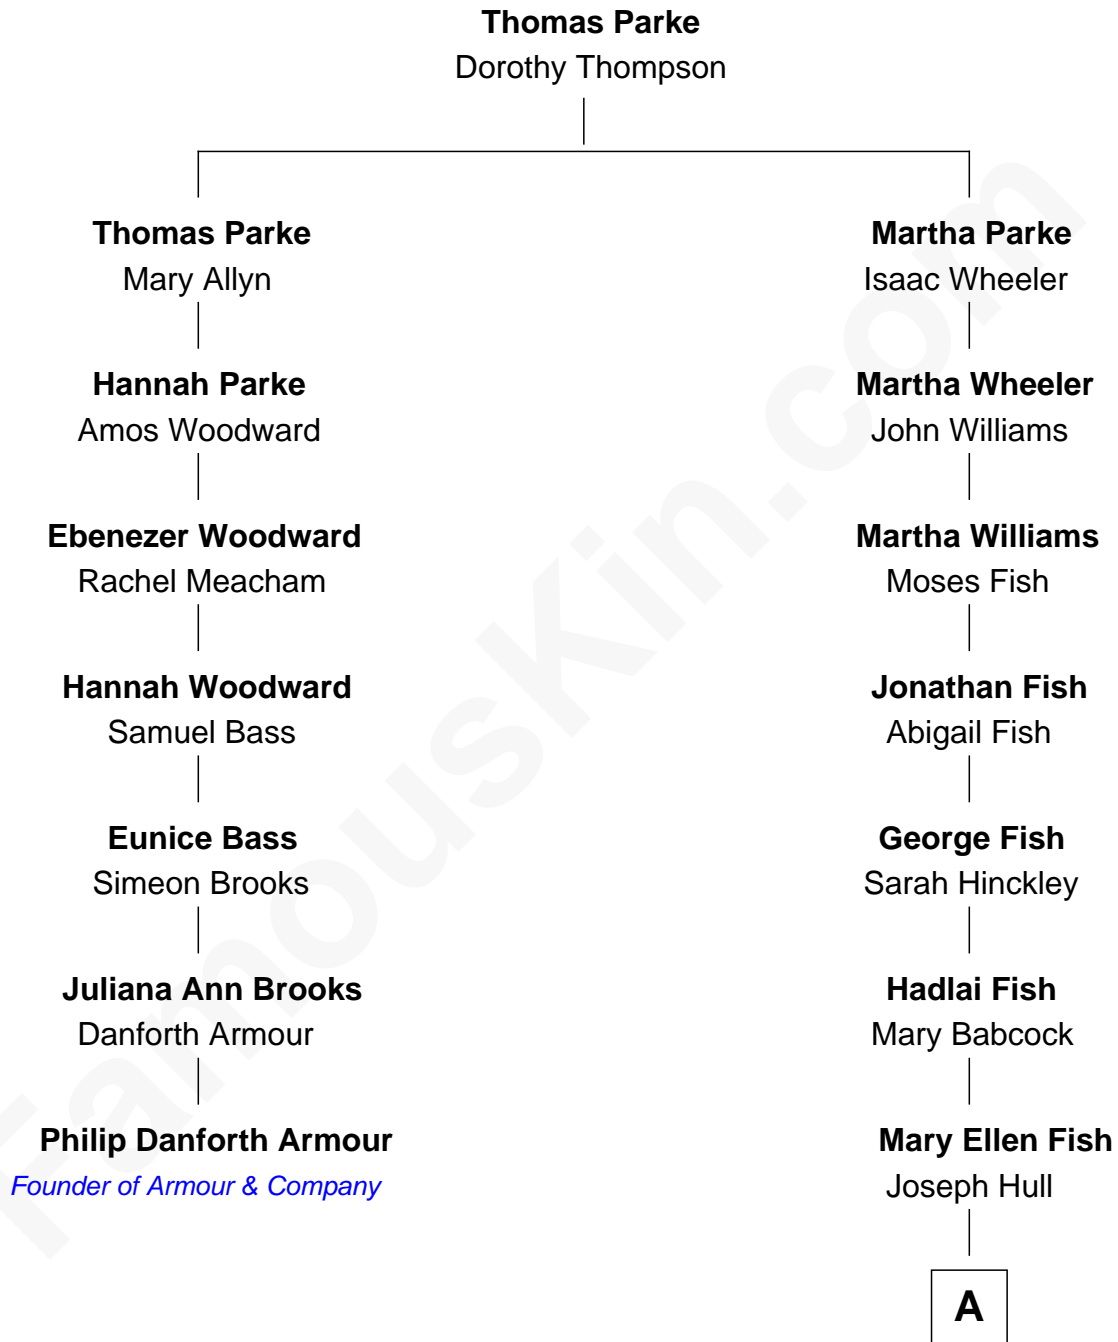 Thomas Parke
Dorothy Thompson
Thomas Parke
Mary Allyn
Hannah Parke
Amos Woodward
Ebenezer Woodward
Rachel Meacham
Hannah Woodward
Samuel Bass
Eunice Bass
Simeon Brooks
Juliana Ann Brooks
Danforth Armour
Philip Danforth Armour
Founder of Armour & Company
Martha Parke
Isaac Wheeler
Martha Wheeler
John Williams
Martha Williams
Moses Fish
Jonathan Fish
Abigail Fish
George Fish
Sarah Hinckley
Hadlai Fish
Mary Babcock
Mary Ellen Fish
Joseph Hull
A
FamousKin.com